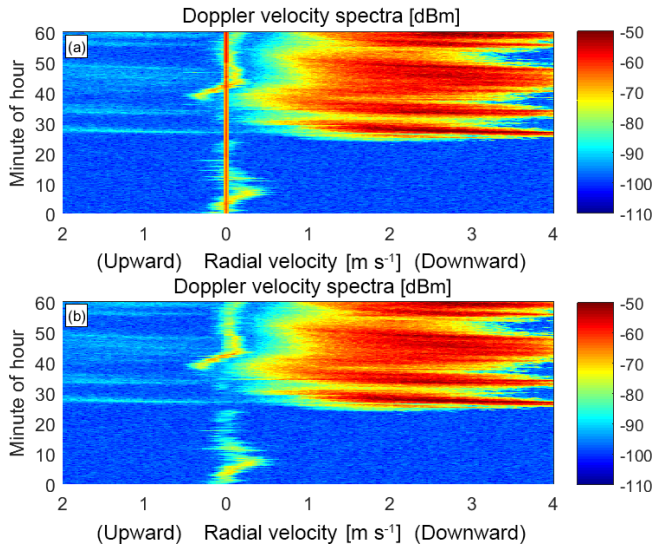 Doppler velocity spectra [dBm]
(a)
Minute of hour
60
50
40
30
20
10
0
2 1 0 1 2 3 4
(Upward) Radial velocity [m s⁻¹] (Downward)
-50
-60
-70
-80
-90
-100
-110
Doppler velocity spectra [dBm]
(b)
Minute of hour
60
50
40
30
20
10
0
2 1 0 1 2 3 4
(Upward) Radial velocity [m s⁻¹] (Downward)
-50
-60
-70
-80
-90
-100
-110